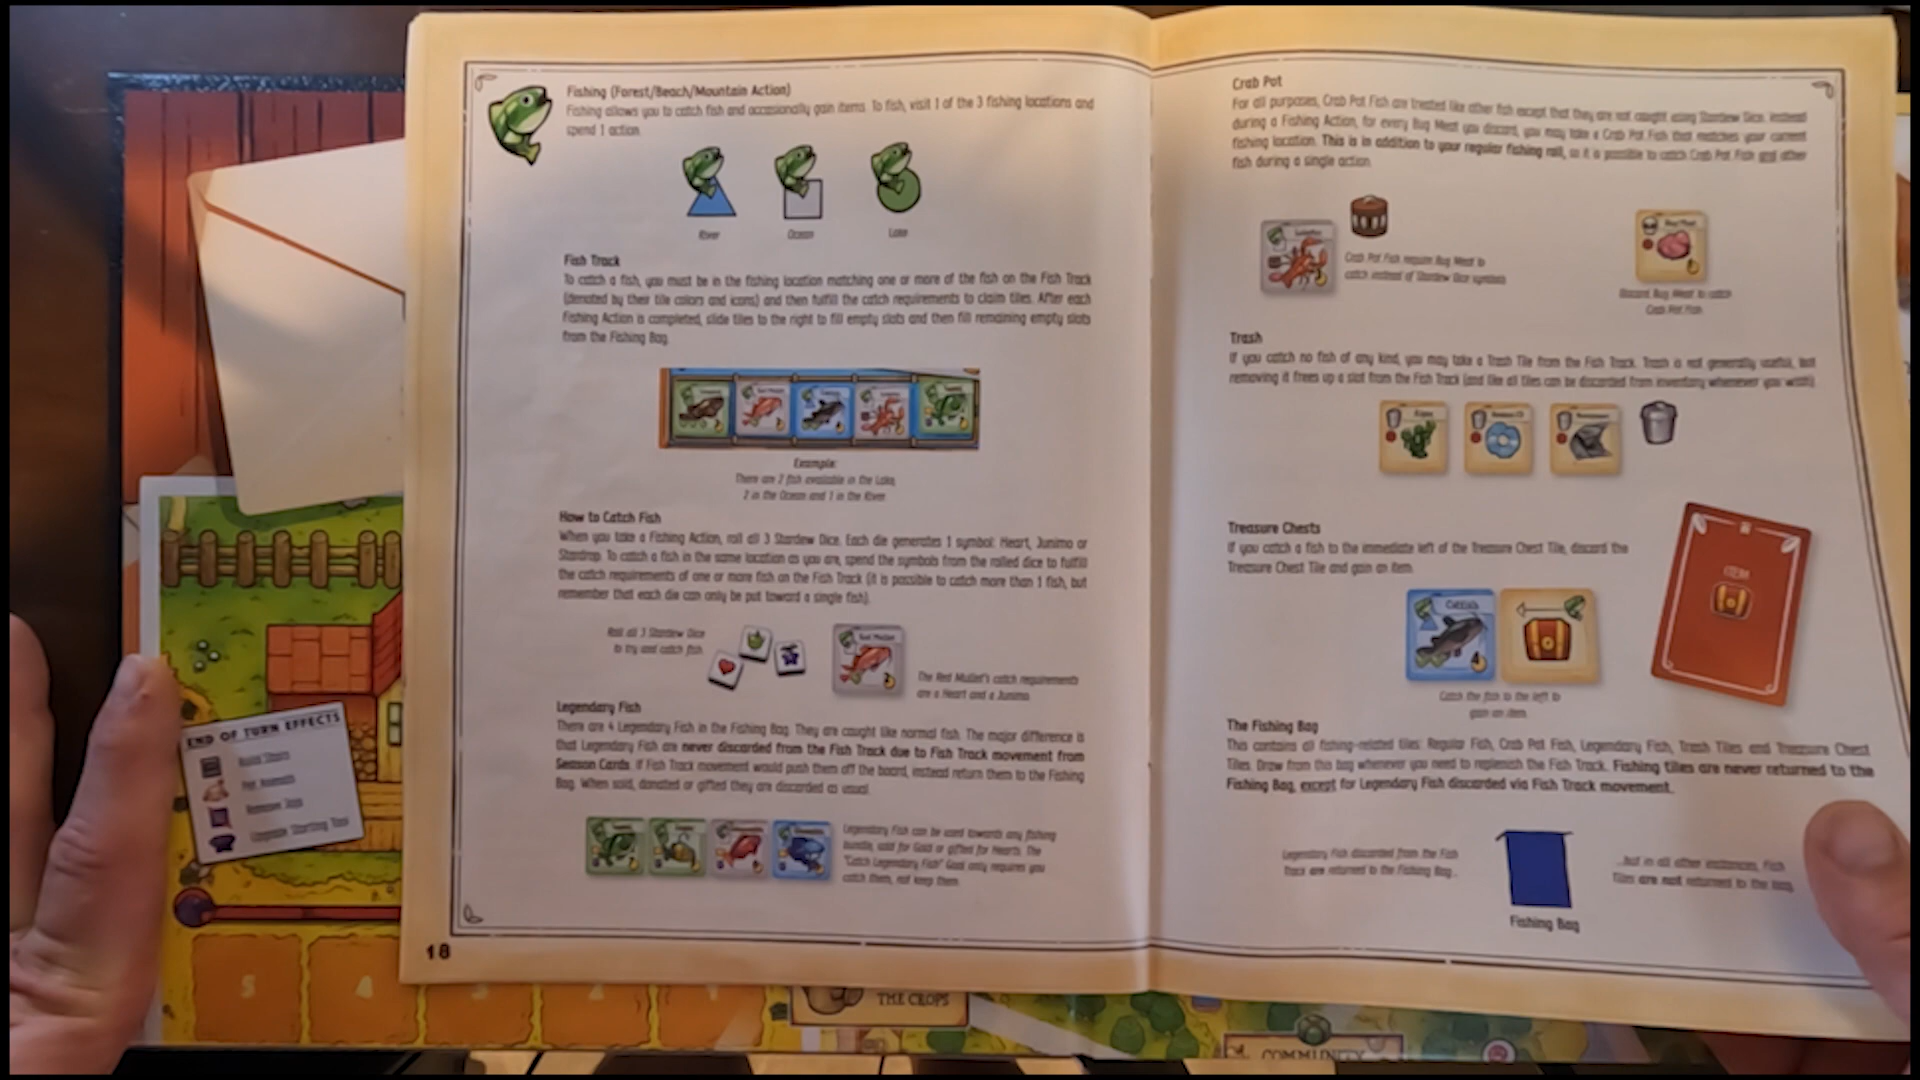 Fishing (Forest/Beach/Mountain Action)
Fishing allows you to catch fish and occasionally gain items. To fish, visit 1 of the 3 fishing locations and
spend 1 action.
River
Ocean
Lake
Fish Track
To catch a fish, you must be in the fishing location matching one or more of the fish on the Fish Track
(denoted by their tile colors and icons) and then fulfill the catch requirements to claim tiles. After each
Fishing Action is completed, slide tiles to the right to fill empty slots and then fill remaining empty slots
from the Fishing Bag.
Example:
There are 2 fish available in the Lake,
2 in the Ocean and 1 in the River
How to Catch Fish
When you take a Fishing Action, roll all 3 Stardew Dice. Each die generates 1 symbol: Heart, Junimo or
Stardrop. To catch a fish in the same location as you are, spend the symbols from the rolled dice to fulfill
the catch requirements of one or more fish on the Fish Track (it is possible to catch more than 1 fish, but
remember that each die can only be put toward a single fish).
Roll all 3 Stardew Dice
to try and catch fish.
Red Mullet
The Red Mullet's catch requirements
are a Heart and a Junimo
Legendary Fish
There are 4 Legendary Fish in the Fishing Bag. They are caught like normal fish. The major difference is
that Legendary Fish are never discarded from the Fish Track due to Fish Track movement from
Season Cards. If Fish Track movement would push them off the board, instead return them to the Fishing
Bag. When sold, donated or gifted they are discarded as usual.
Legendary Fish can be used towards any fishing
bundle, sold for Gold or gifted for Hearts. The
"Catch Legendary Fish" Goal only requires you
catch them, not keep them.
18
Crab Pot
For all purposes, Crab Pot Fish are treated like other fish except that they are not caught using Stardew Dice. Instead
during a Fishing Action, for every Bug Meat you discard, you may take a Crab Pot Fish that matches your current
fishing location. This is in addition to your regular fishing roll, so it is possible to catch Crab Pot Fish and other
fish during a single action.
Crab Pot Fish require Bug Meat to
catch instead of Stardew Dice symbols
Bug Meat
Discard Bug Meat to catch
Crab Pot Fish
Trash
If you catch no fish of any kind, you may take a Trash Tile from the Fish Track. Trash is not generally useful, but
removing it frees up a slot from the Fish Track (and like all tiles can be discarded from inventory whenever you wish)
Treasure Chests
If you catch a fish to the immediate left of the Treasure Chest Tile, discard the
Treasure Chest Tile and gain an item.
ITEM
Catfish
Catch the fish to the left to
gain an item.
The Fishing Bag
This contains all fishing-related tiles: Regular Fish, Crab Pot Fish, Legendary Fish, Trash Tiles and Treasure Chest
Tiles. Draw from this bag whenever you need to replenish the Fish Track. Fishing tiles are never returned to the
Fishing Bag, except for Legendary Fish discarded via Fish Track movement.
Legendary Fish discarded from the Fish
Track are returned to the Fishing Bag...
...but in all other instances, Fish
Tiles are not returned to the bag.
Fishing Bag
END OF TURN EFFECTS
Build Stairs
Pet Animals
Remove Joja
Upgrade Starting Tool
5
4
3
2
1
THE CROPS
COMMUNITY